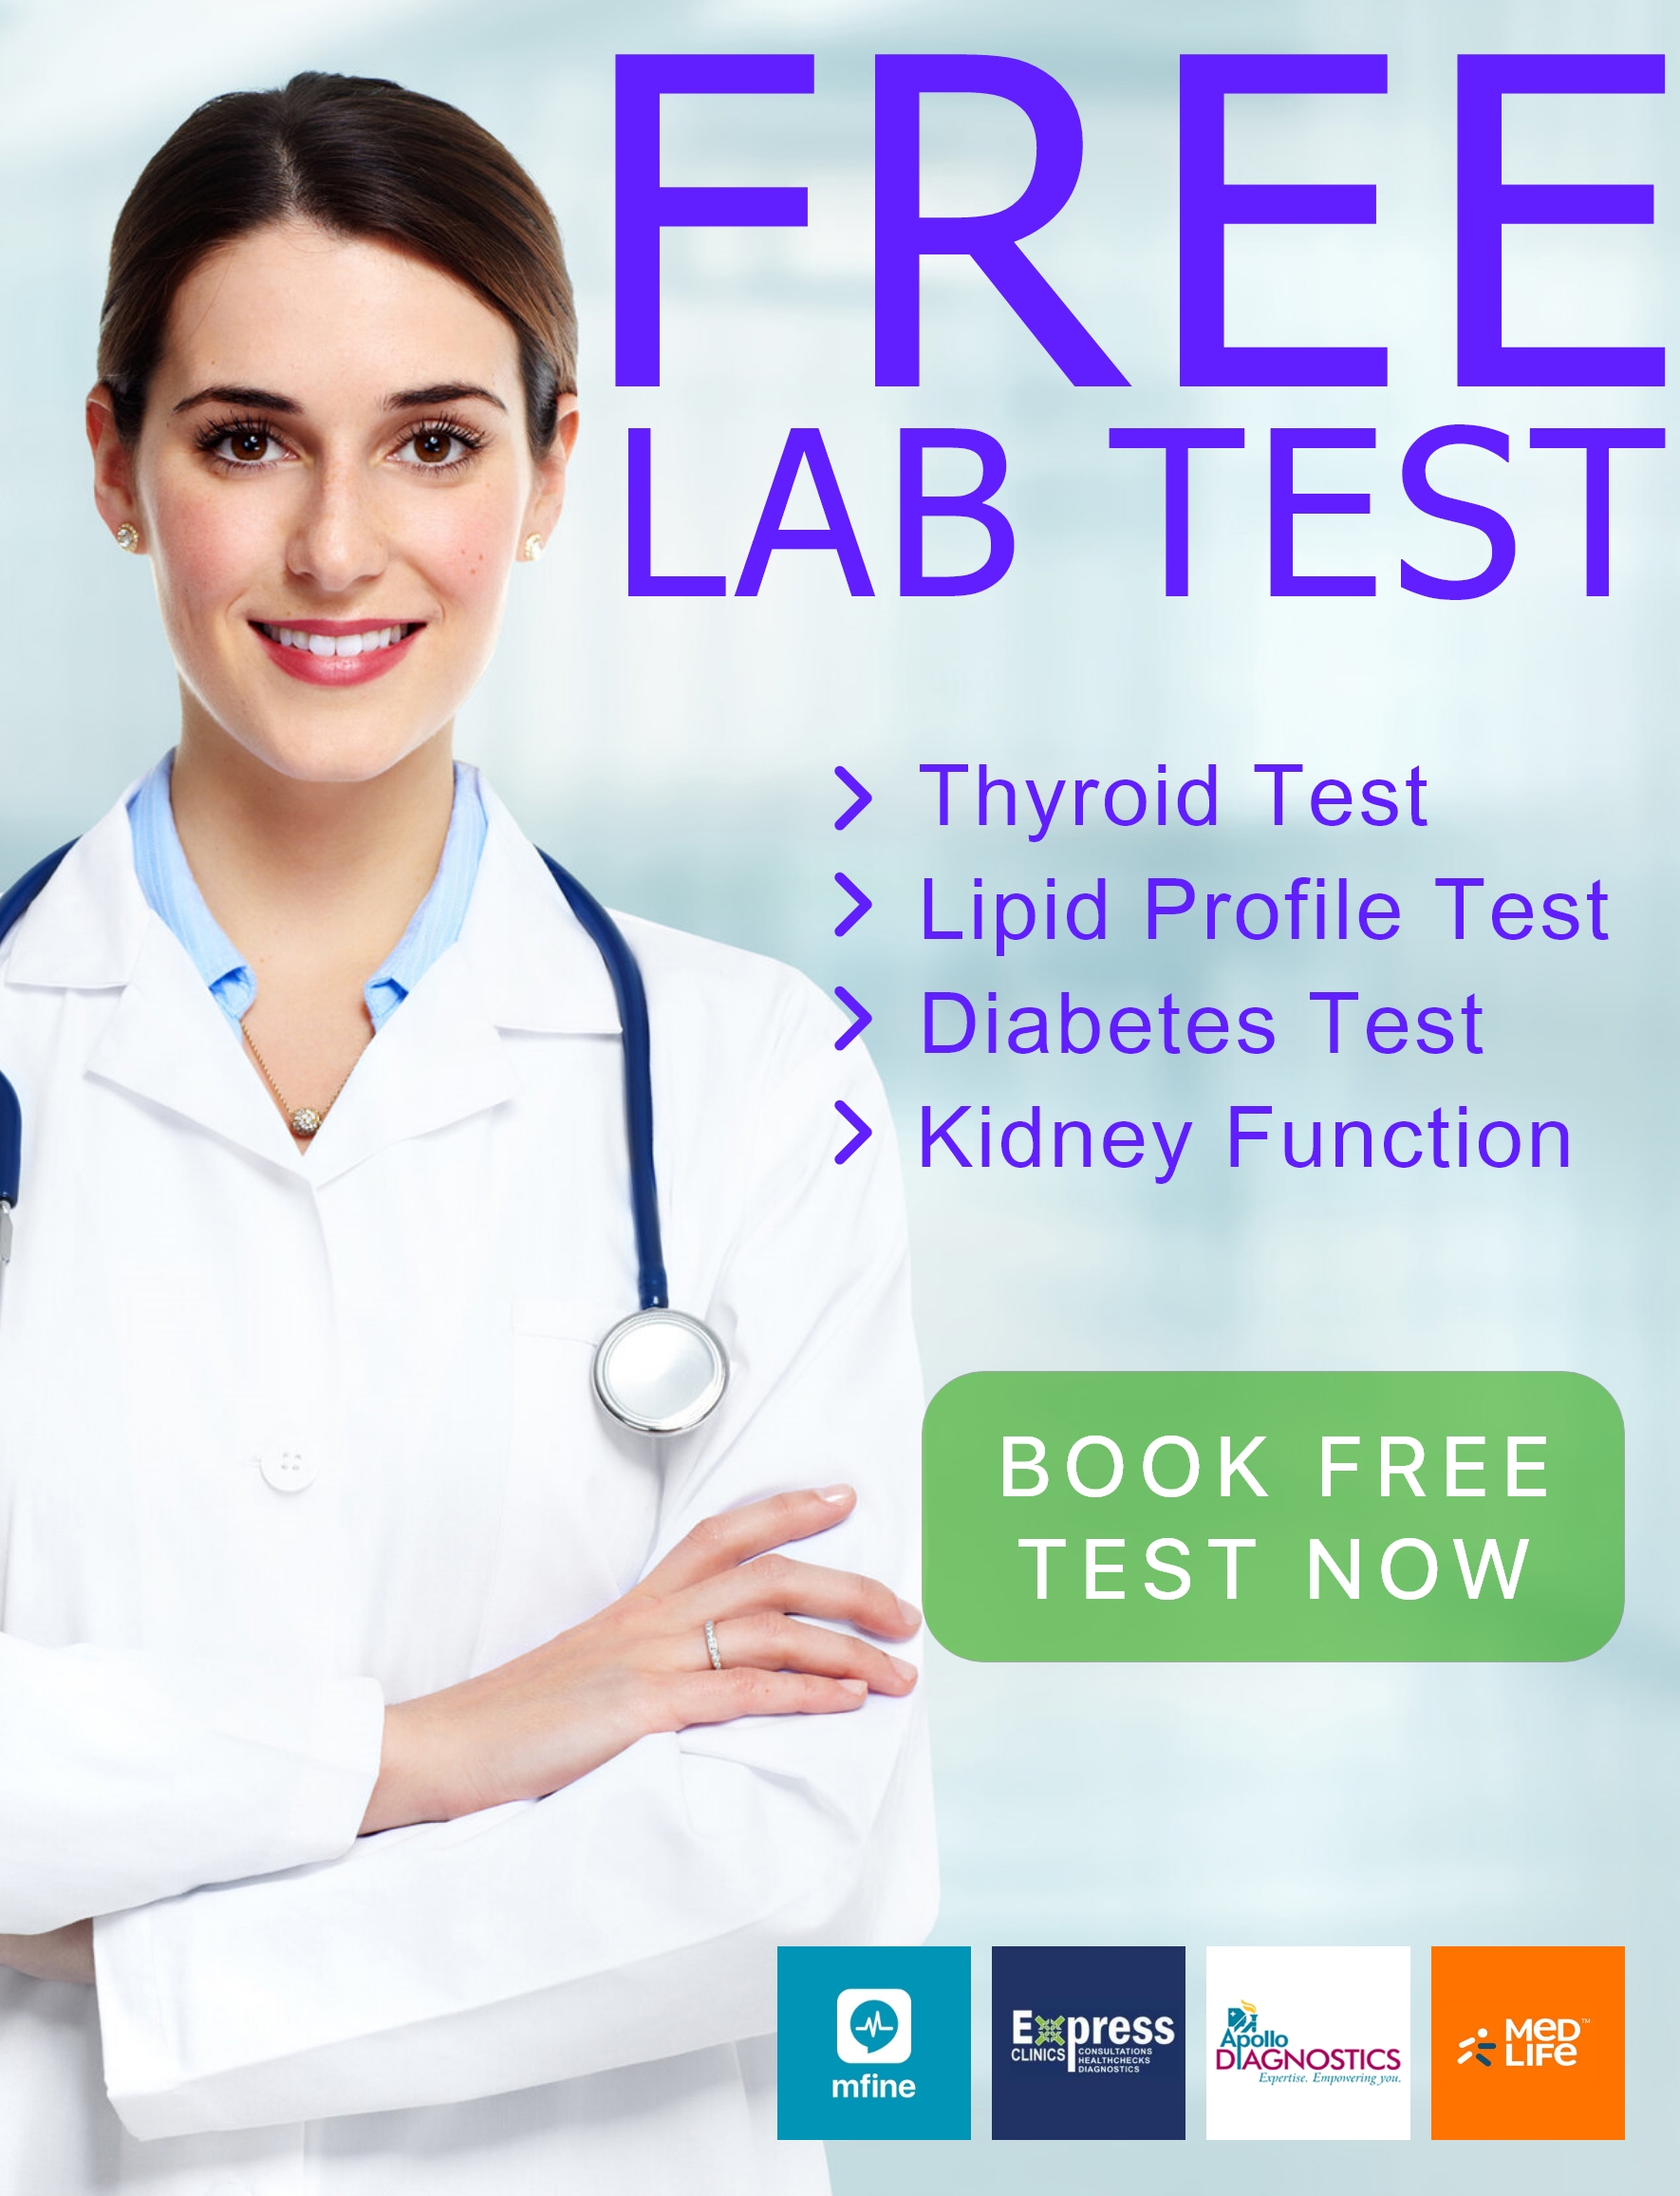 FREE
LAB TEST
Thyroid Test
Lipid Profile Test
Diabetes Test
Kidney Function
BOOK FREE
TEST NOW
mfine
Express
CLINICS
CONSULTATIONS
HEALTHCHECKS
DIAGNOSTICS
Apollo
DIAGNOSTICS
Expertise. Empowering you.
MeD™
LIFe